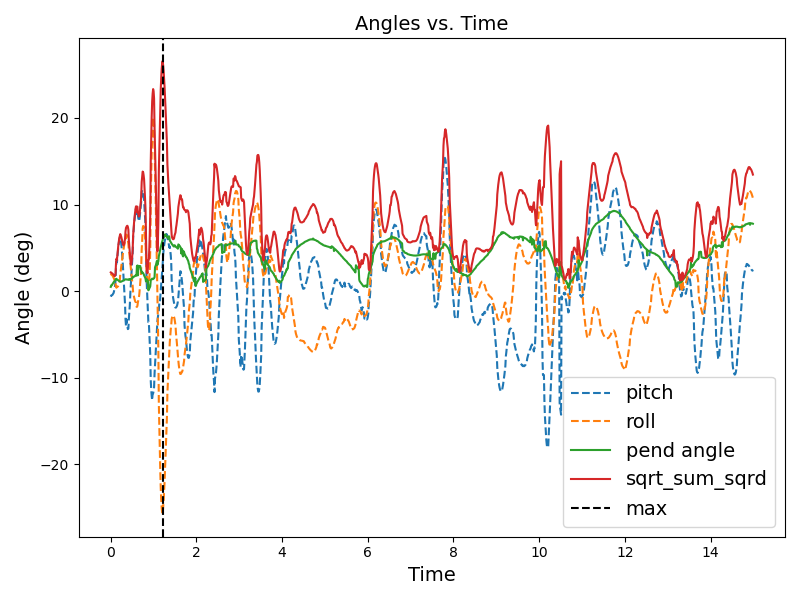 Angles vs. Time
Angle (deg)
20
10
0
−10
−20
0 2 4 6 8 10 12 14
Time
pitch
roll
pend angle
sqrt_sum_sqrd
max